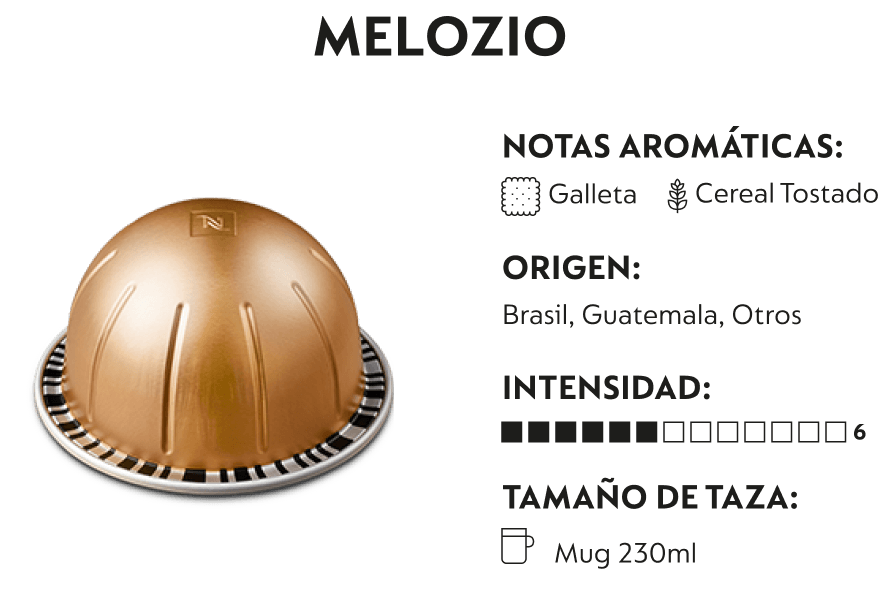 MELOZIO
NOTAS AROMÁTICAS:
Galleta Cereal Tostado
ORIGEN:
Brasil, Guatemala, Otros
INTENSIDAD:
6
TAMAÑO DE TAZA:
Mug 230ml